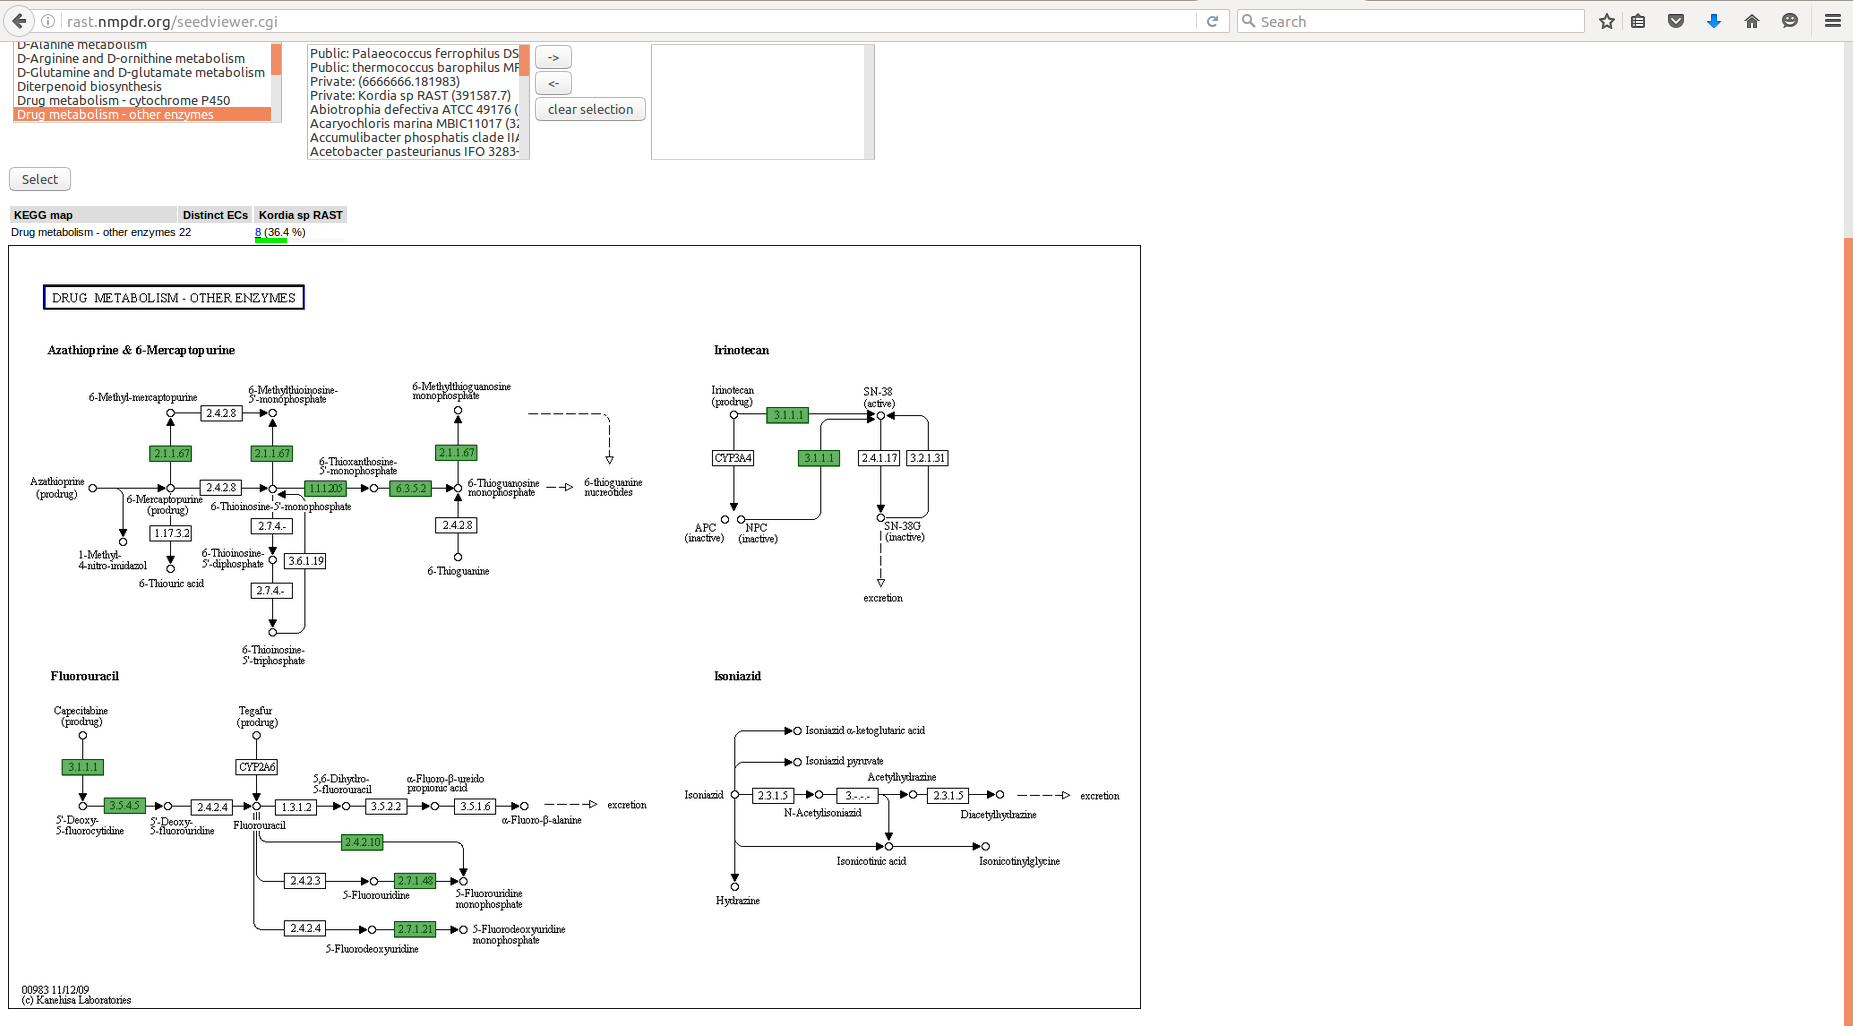 rast.nmpdr.org/seedviewer.cgi
Search
D-Alanine metabolism
D-Arginine and D-ornithine metabolism
D-Glutamine and D-glutamate metabolism
Diterpenoid biosynthesis
Drug metabolism - cytochrome P450
Drug metabolism - other enzymes
Public: Palaeococcus ferrophilus DS
Public: thermococcus barophilus MF
Private: (6666666.181983)
Private: Kordia sp RAST (391587.7)
Abiotrophia defectiva ATCC 49176 (
Acaryochloris marina MBIC11017 (32
Accumulibacter phosphatis clade IIA
Acetobacter pasteurianus IFO 3283-
->
<-
clear selection
Select
KEGG map Distinct ECs Kordia sp RAST
Drug metabolism - other enzymes 22 8 (36.4 %)
DRUG METABOLISM - OTHER ENZYMES
Azathioprine & 6-Mercaptopurine
6-Methyl-mercaptopurine
2.4.2.8
6-Methylthioinosine-
5'-monophosphate
6-Methylthioguanosine
monophosphate
2.1.1.67
2.1.1.67
2.1.1.67
Azathioprine
(prodrug)
6-Mercaptopurine
(prodrug)
2.4.2.8
6-Thioinosine-5'-monophosphate
1.1.1.205
6-Thioxanthosine-
5'-monophosphate
6.3.5.2
6-Thioguanosine
monophosphate
6-thioguanine
nucreotides
1.17.3.2
2.7.4.-
2.4.2.8
1-Methyl-
4-nitro-imidazol
6-Thiouric acid
6-Thioinosine-
5'-diphosphate
3.6.1.19
6-Thioguanine
2.7.4.-
6-Thioinosine-
5'-triphosphate
Irinotecan
Irinotecan
(prodrug)
3.1.1.1
SN-38
(active)
CYP3A4
3.1.1.1
2.4.1.17
3.2.1.31
APC
(inactive)
NPC
(inactive)
SN-38G
(inactive)
excretion
Fluorouracil
Capecitabine
(prodrug)
Tegafur
(prodrug)
3.1.1.1
CYP2A6
5'-Deoxy-
5-fluorocytidine
3.5.4.5
5'-Deoxy-
5-fluorouridine
2.4.2.4
Fluorouracil
1.3.1.2
5,6-Dihydro-
5-fluorouracil
3.5.2.2
α-Fluoro-β-ureido
propionic acid
3.5.1.6
α-Fluoro-β-alanine
excretion
2.4.2.10
2.4.2.3
5-Fluorouridine
2.7.1.48
5-Fluorouridine
monophosphate
2.4.2.4
5-Fluorodeoxyuridine
2.7.1.21
5-Fluorodeoxyuridine
monophosphate
Isoniazid
Isoniazid α-ketoglutaric acid
Isoniazid pyruvate
Isoniazid
2.3.1.5
N-Acetylisoniazid
3.-.-.-
Acetylhydrazine
2.3.1.5
Diacetylhydrazine
excretion
Isonicotinic acid
Isonicotinylglycine
Hydrazine
00983 11/12/09
(c) Kanehisa Laboratories